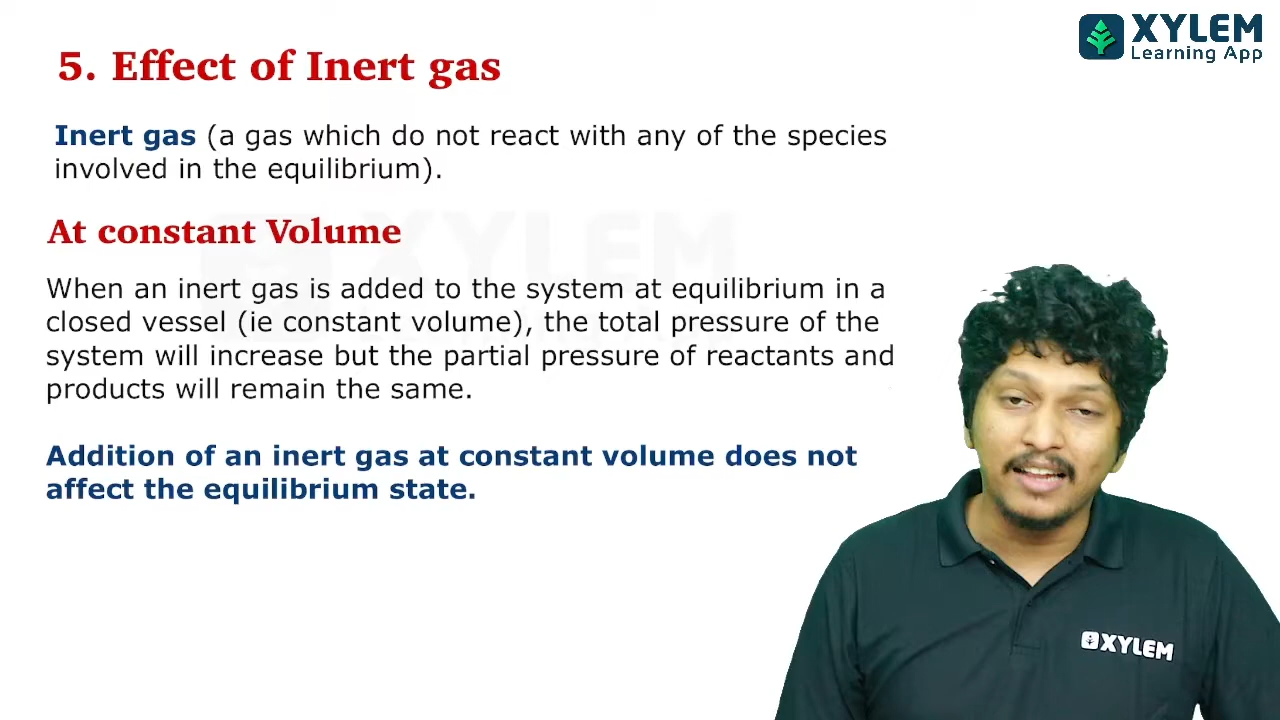 XYLEM
Learning App
5. Effect of Inert gas
Inert gas (a gas which do not react with any of the species
involved in the equilibrium).
At constant Volume
When an inert gas is added to the system at equilibrium in a
closed vessel (ie constant volume), the total pressure of the
system will increase but the partial pressure of reactants and
products will remain the same.
Addition of an inert gas at constant volume does not
affect the equilibrium state.
XYLEM
Learning App
XYLEM